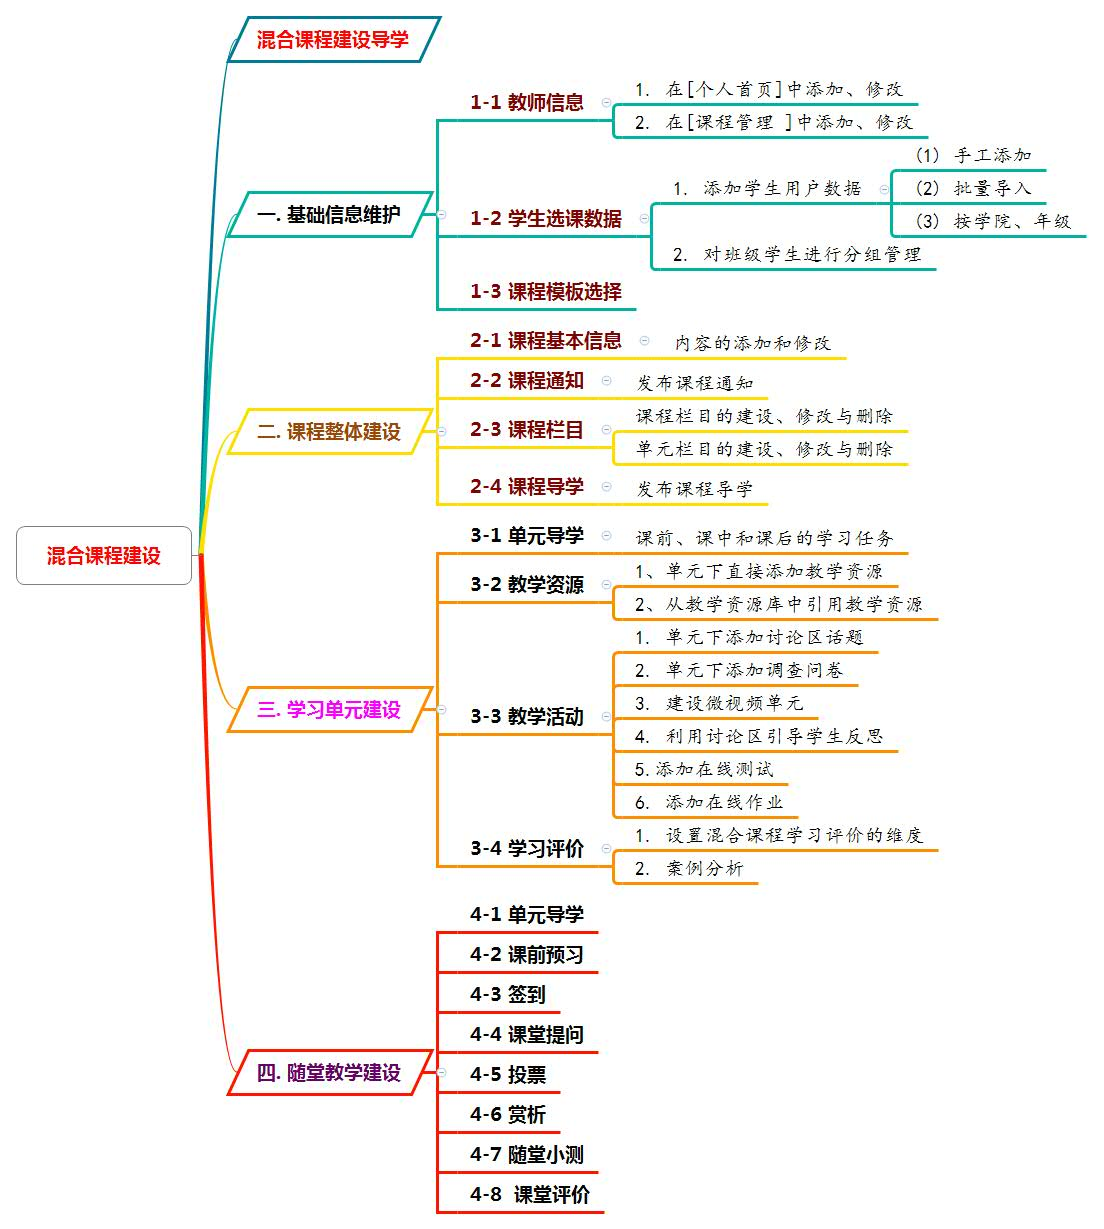 混合课程建设
混合课程建设导学
一. 基础信息维护
1-1 教师信息
1. 在[个人首页]中添加、修改
2. 在[课程管理 ]中添加、修改
1-2 学生选课数据
1. 添加学生用户数据
(1) 手工添加
(2) 批量导入
(3) 按学院、年级
2. 对班级学生进行分组管理
1-3 课程模板选择
二. 课程整体建设
2-1 课程基本信息
内容的添加和修改
2-2 课程通知
发布课程通知
2-3 课程栏目
课程栏目的建设、修改与删除
单元栏目的建设、修改与删除
2-4 课程导学
发布课程导学
三. 学习单元建设
3-1 单元导学
课前、课中和课后的学习任务
3-2 教学资源
1、单元下直接添加教学资源
2、从教学资源库中引用教学资源
3-3 教学活动
1. 单元下添加讨论区话题
2. 单元下添加调查问卷
3. 建设微视频单元
4. 利用讨论区引导学生反思
5.添加在线测试
6. 添加在线作业
3-4 学习评价
1. 设置混合课程学习评价的维度
2. 案例分析
四. 随堂教学建设
4-1 单元导学
4-2 课前预习
4-3 签到
4-4 课堂提问
4-5 投票
4-6 赏析
4-7 随堂小测
4-8 课堂评价